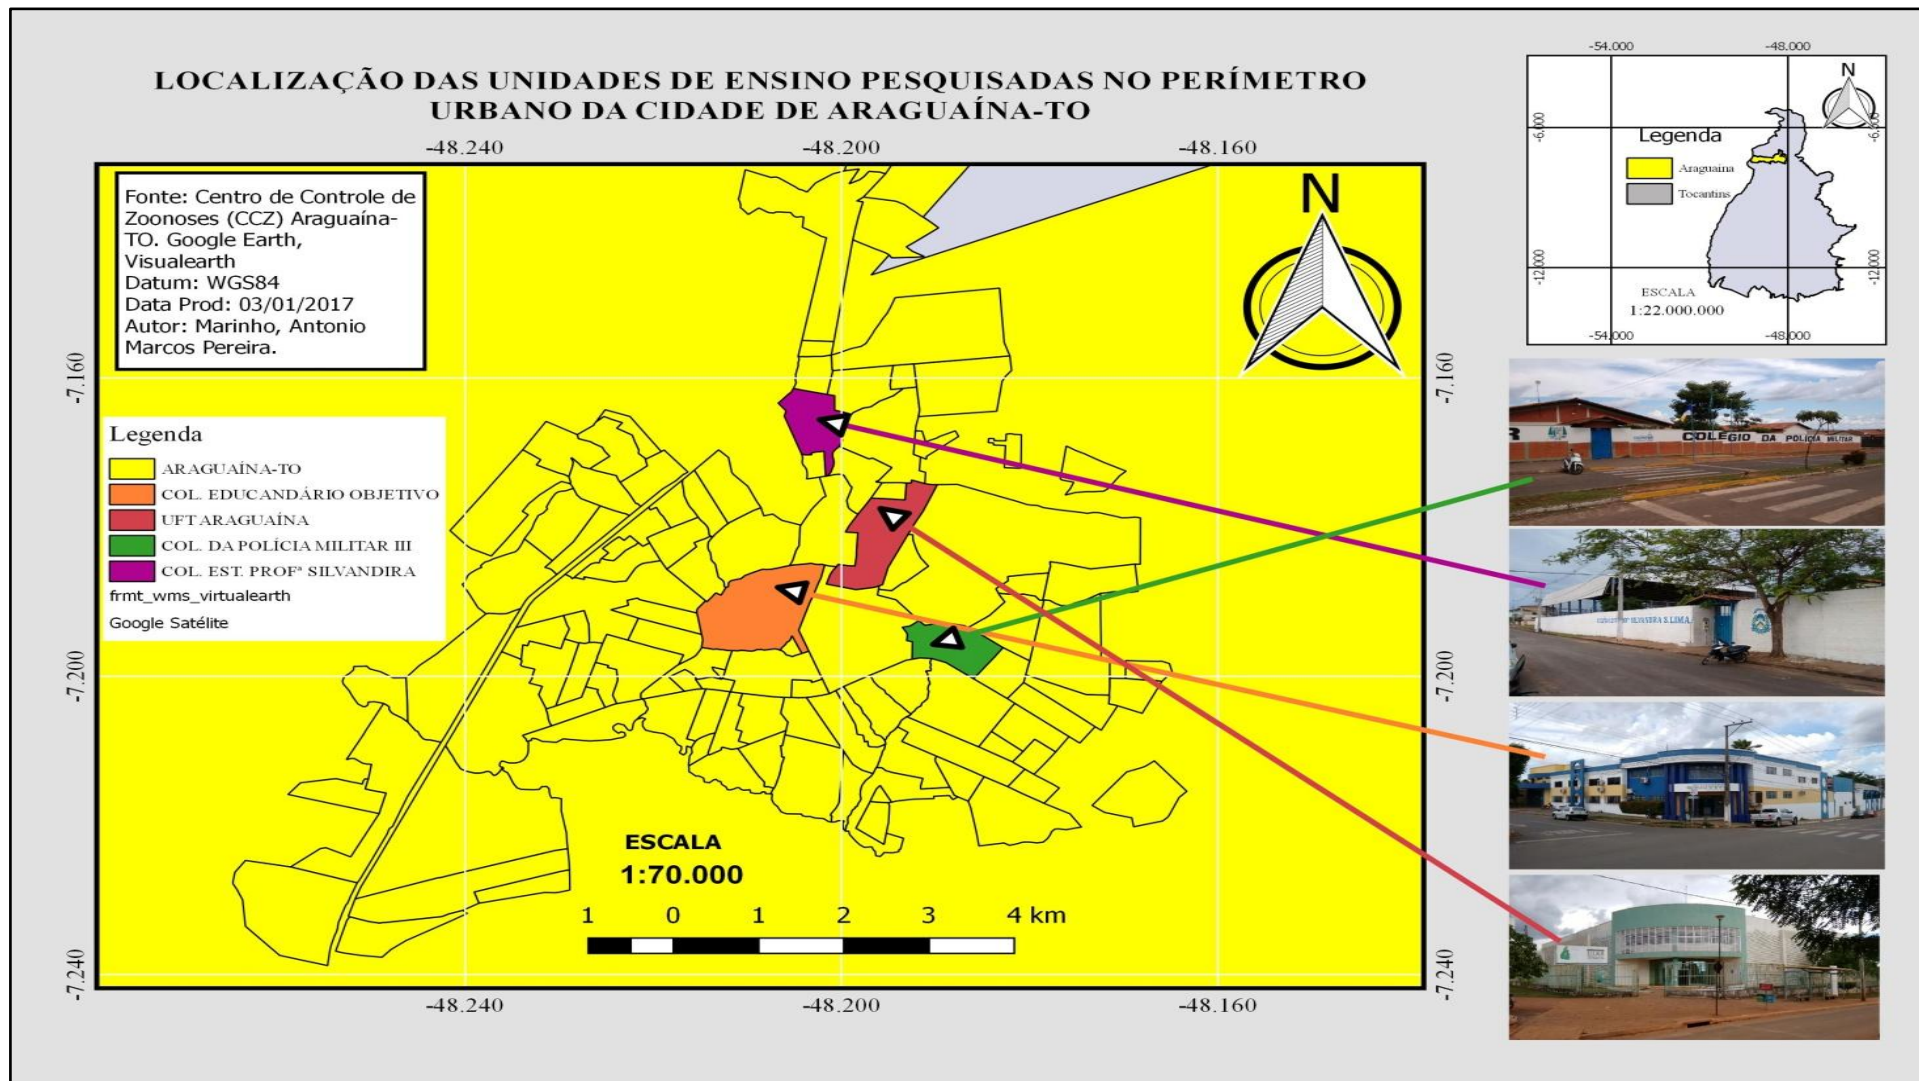 LOCALIZAÇÃO DAS UNIDADES DE ENSINO PESQUISADAS NO PERÍMETRO
URBANO DA CIDADE DE ARAGUAÍNA-TO
-48.240 -48.200 -48.160
Fonte: Centro de Controle de
Zoonoses (CCZ) Araguaína-
TO. Google Earth,
Visualearth
Datum: WGS84
Data Prod: 03/01/2017
Autor: Marinho, Antonio
Marcos Pereira.
N
-7.160
-7.160
Legenda
ARAGUAÍNA-TO
COL. EDUCANDÁRIO OBJETIVO
UFT ARAGUAÍNA
COL. DA POLÍCIA MILITAR III
COL. EST. PROFª SILVANDIRA
frmt_wms_virtualearth
Google Satélite
-7.200
-7.200
ESCALA
1:70.000
1 0 1 2 3 4 km
-7.240
-7.240
-48.240 -48.200 -48.160
-54.000 -48.000
N
-6.000
-6.000
Legenda
Araguaina
Tocantins
-12.000
-12.000
ESCALA
1:22.000.000
-54.000 -48.000
COLÉGIO DA POLÍCIA MILITAR